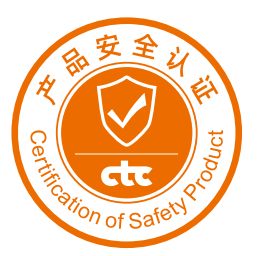 产品安全认证
ctc
Certification of Safety Product